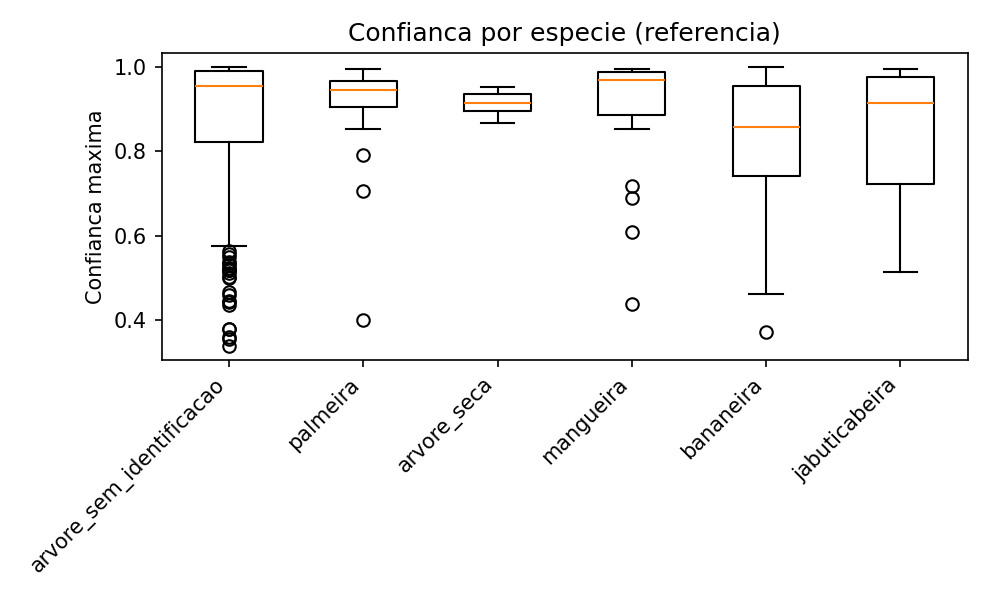 Confianca por especie (referencia)
Confianca maxima
1.0
0.8
0.6
0.4
arvore_sem_identificacao
palmeira
arvore_seca
mangueira
bananeira
jabuticabeira